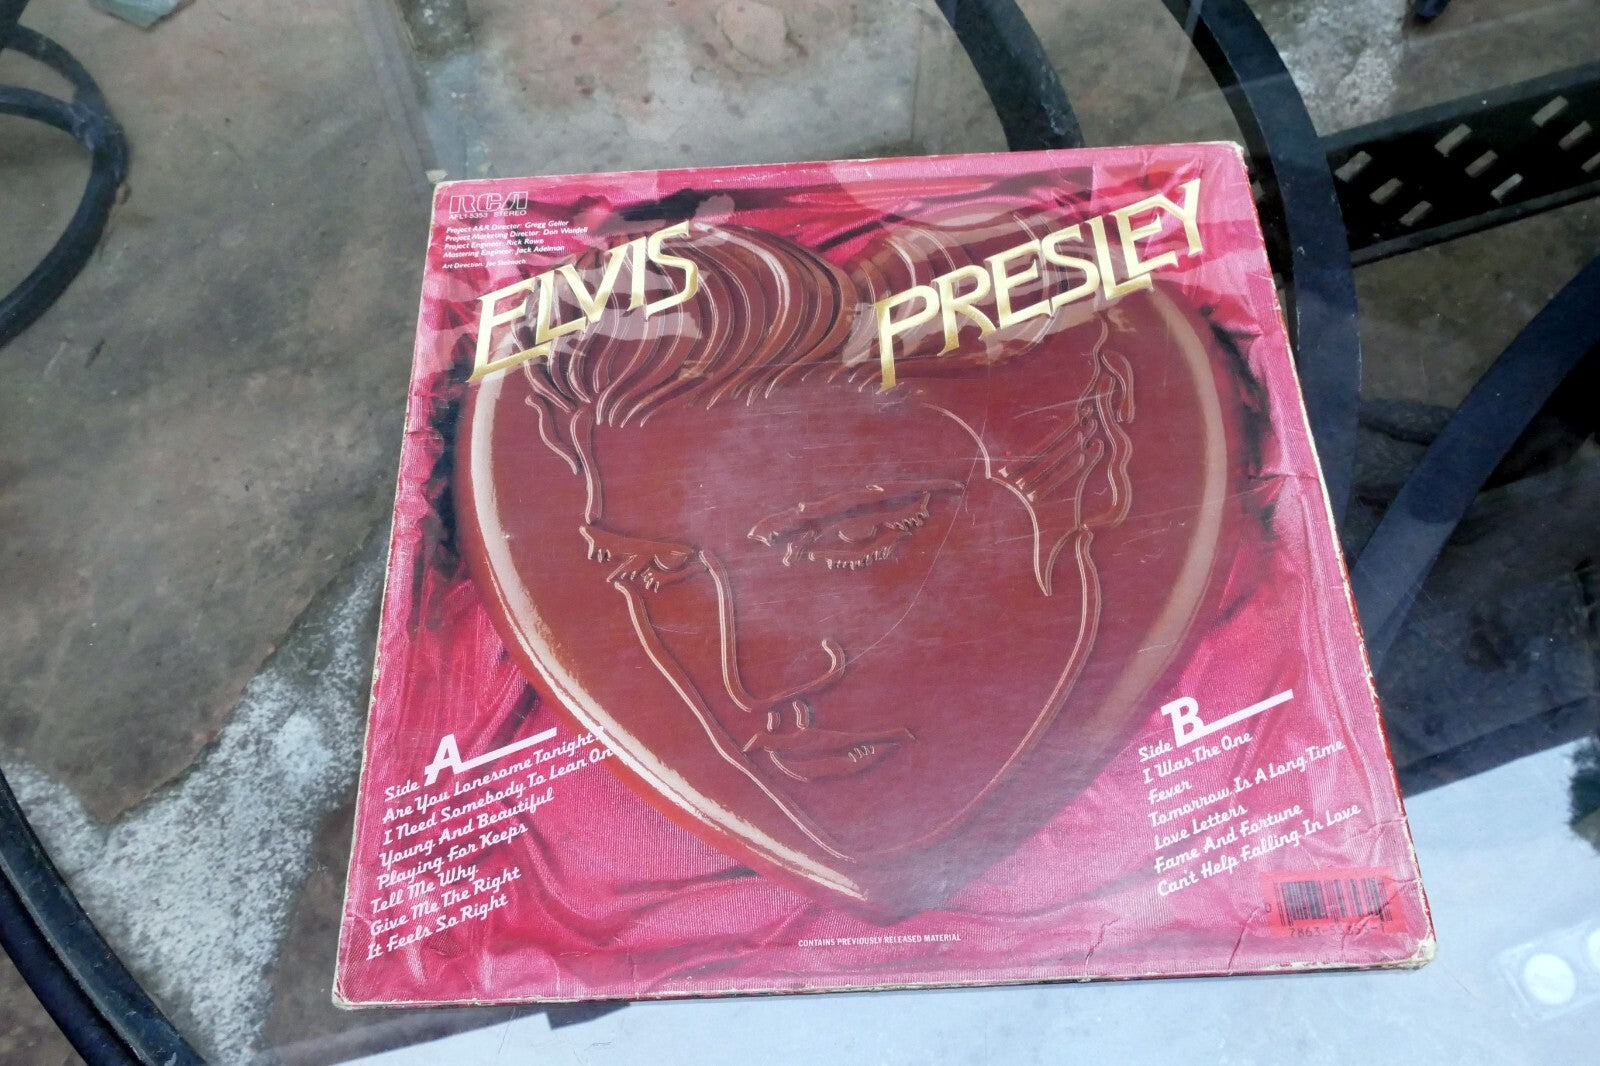 RCA
AFL1-5353 STEREO
Project A&R Director: Gregg Geller
Project Marketing Director: Don Wardell
Project Engineer: Rick Rowe
Mastering Engineer: Jack Adelman
Art Direction: Joe Stelmach
ELVIS PRESLEY
Side A
Are You Lonesome Tonight?
I Need Somebody To Lean On
Young And Beautiful
Playing For Keeps
Tell Me Why
Give Me The Right
It Feels So Right
Side B
I Was The One
Fever
Tomorrow Is A Long Time
Love Letters
Fame And Fortune
Can't Help Falling In Love
CONTAINS PREVIOUSLY RELEASED MATERIAL